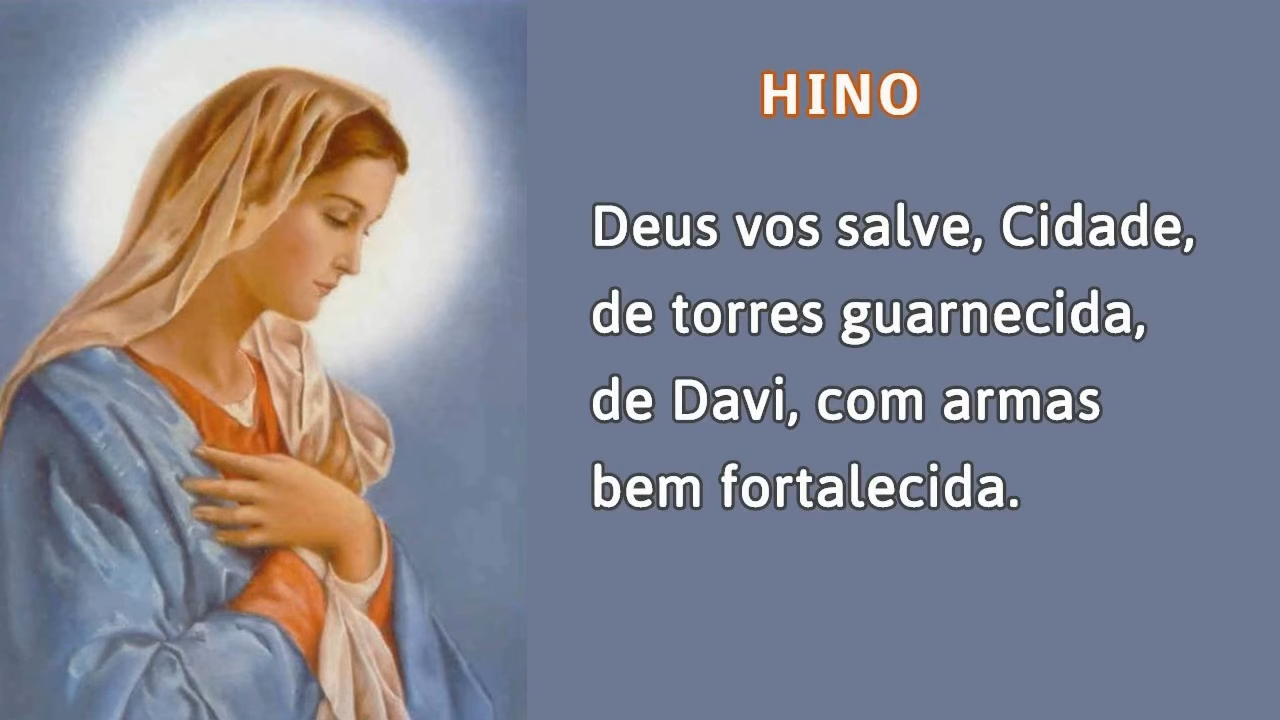 HINO
Deus vos salve, Cidade,
de torres guarnecida,
de Davi, com armas
bem fortalecida.